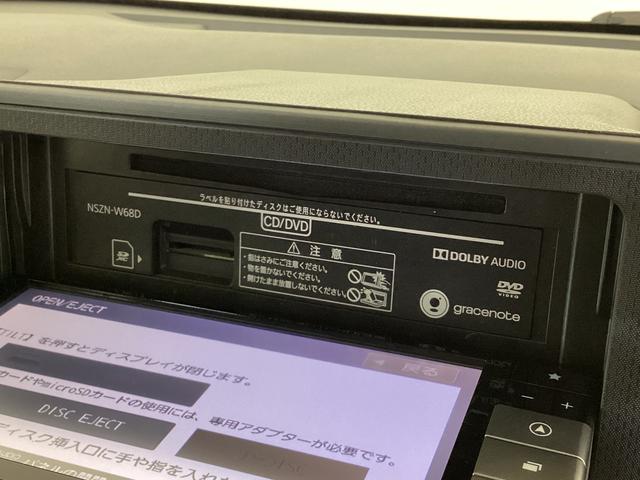 ラベルを貼り付けたディスクはご使用にならないでください。
NSZN-W68D
CD/DVD
注意
・指はさみにご注意ください。
・物を置かないでください。
・開けたまま放置しないでください。
DOLBY AUDIO
DVD
VIDEO
gracenote
OPEN/EJECT
[TILT]を押すとディスプレイが閉じます。
戻る
カードやmicroSDカードの使用には、専用アダプターが必要です。
DISC EJECT
ディスク挿入口に手や指を入れた